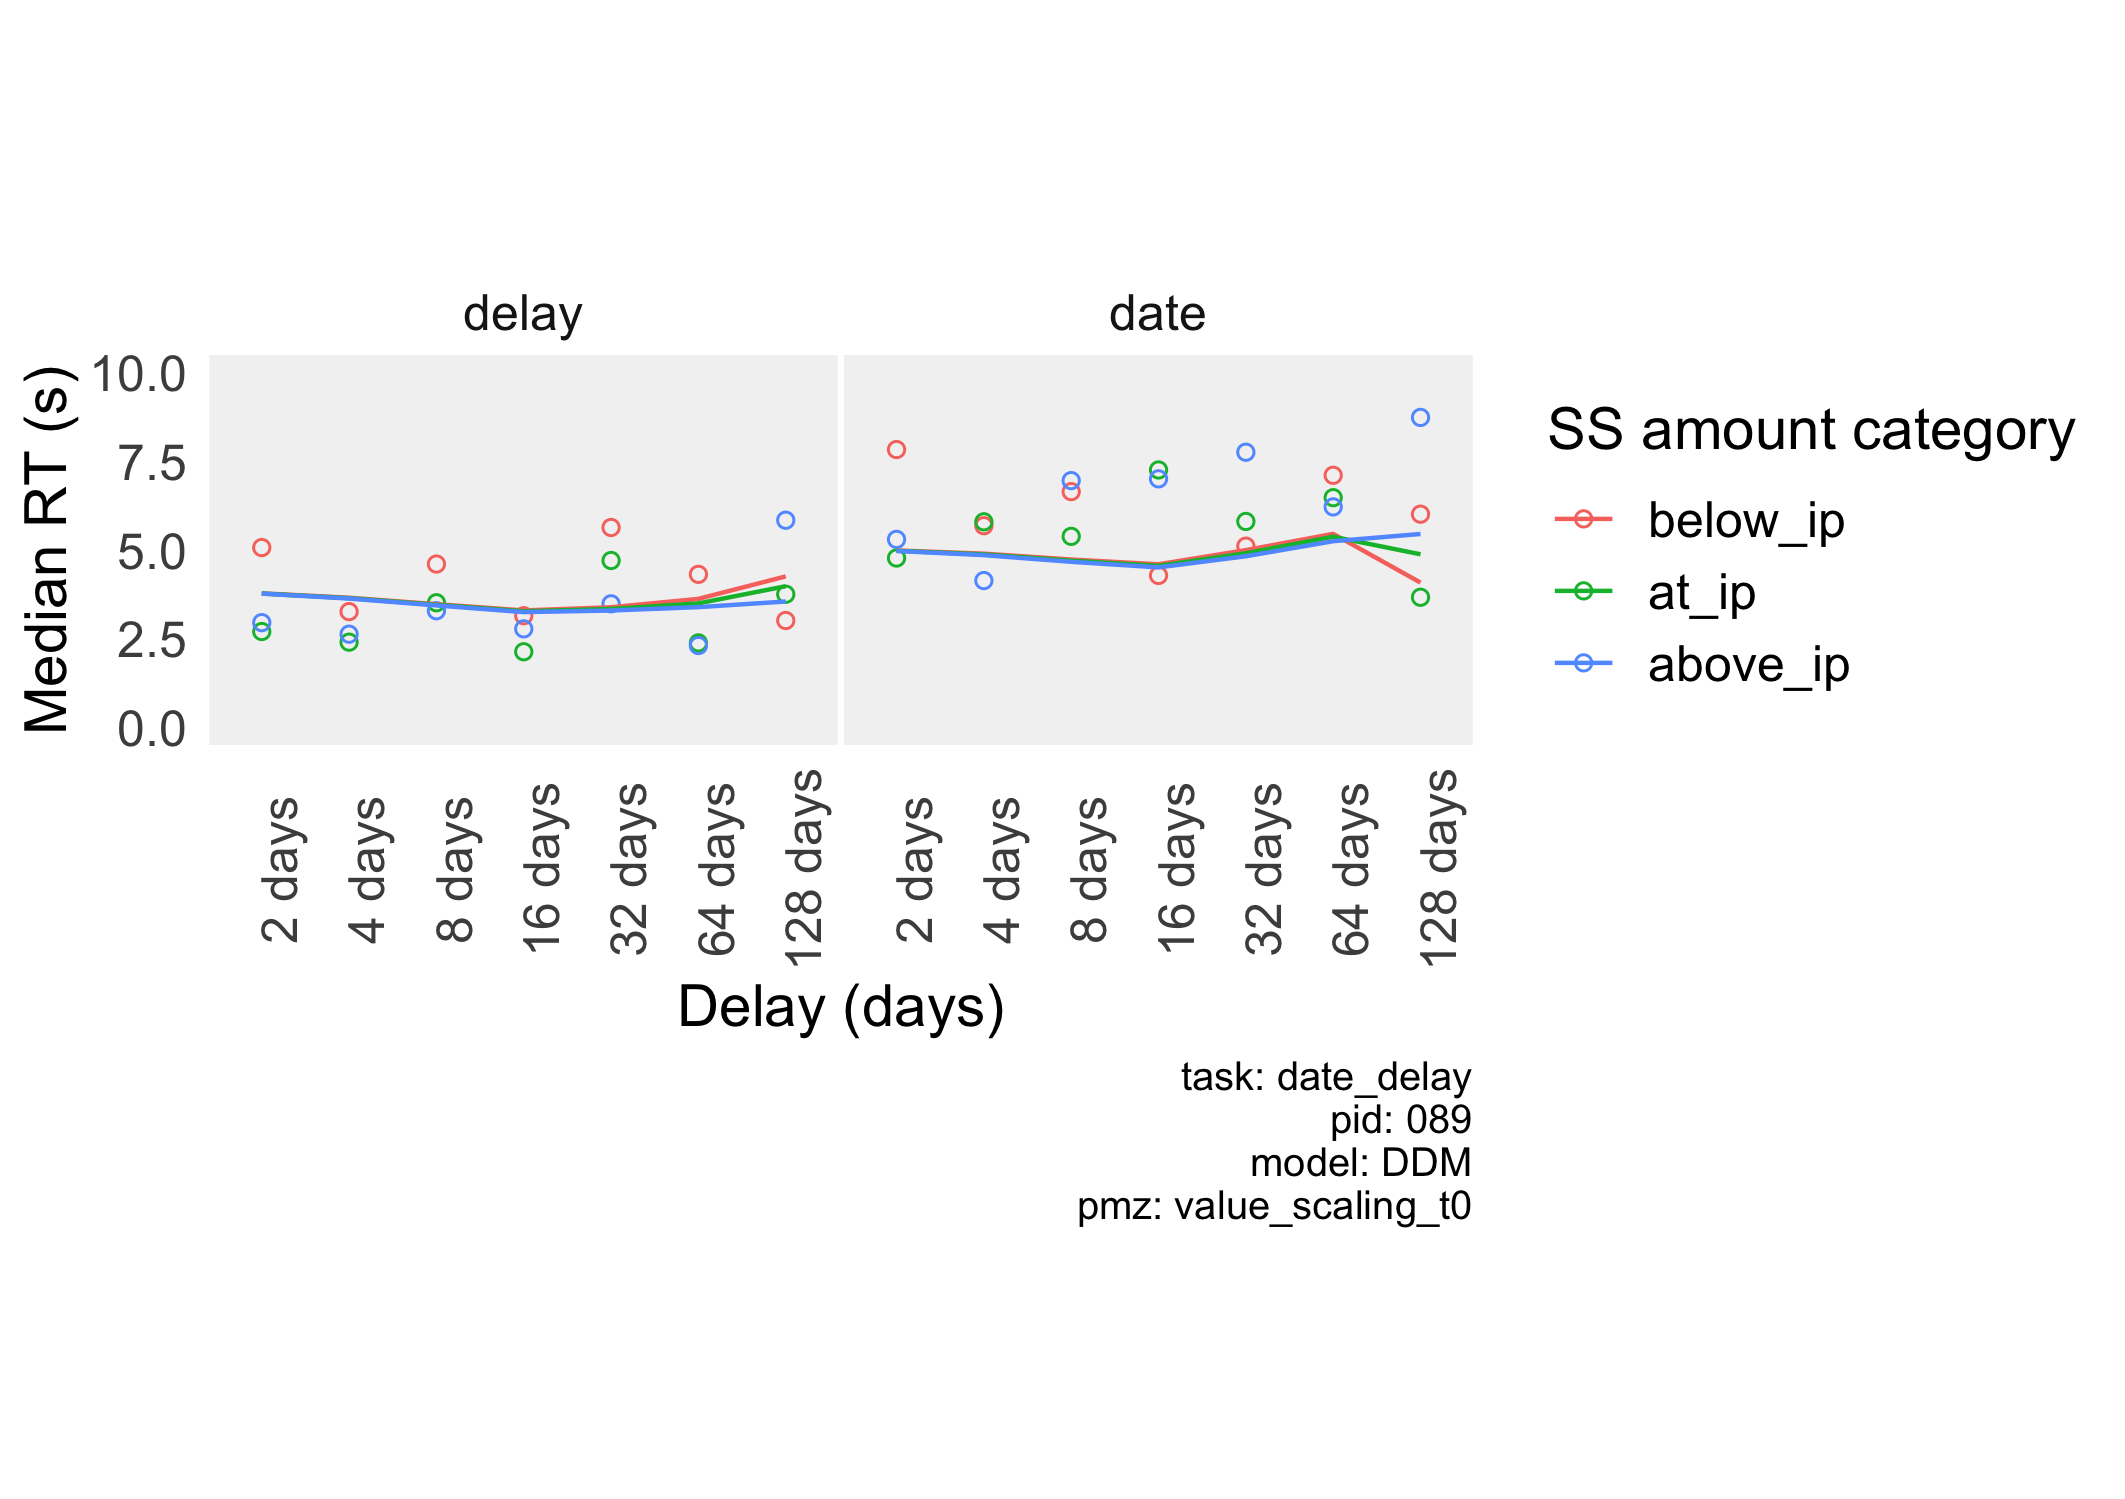 delay
date
Median RT (s)
10.0
7.5
5.0
2.5
0.0
2 days
4 days
8 days
16 days
32 days
64 days
128 days
2 days
4 days
8 days
16 days
32 days
64 days
128 days
Delay (days)
SS amount category
below_ip
at_ip
above_ip
task: date_delay
pid: 089
model: DDM
pmz: value_scaling_t0